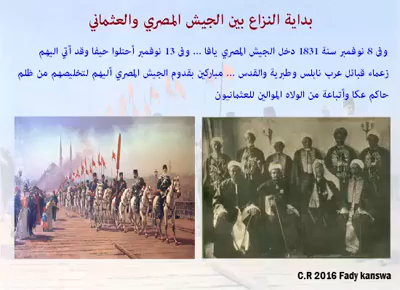 بداية النزاع بين الجيش المصري والعثماني
وفى 8 نوفمبر سنة 1831 دخل الجيش المصري يافا ... وفى 13 نوفمبر أحتلوا حيفا وقد أتي اليهم
زعماء قبائل عرب نابلس وطبرية والقدس ... مباركين بقدوم الجيش المصري أليهم لتخليصهم من ظلم
حاكم عكا وأتباعة من الولاه الموالين للعثمانيون
C.R 2016 Fady kanswa